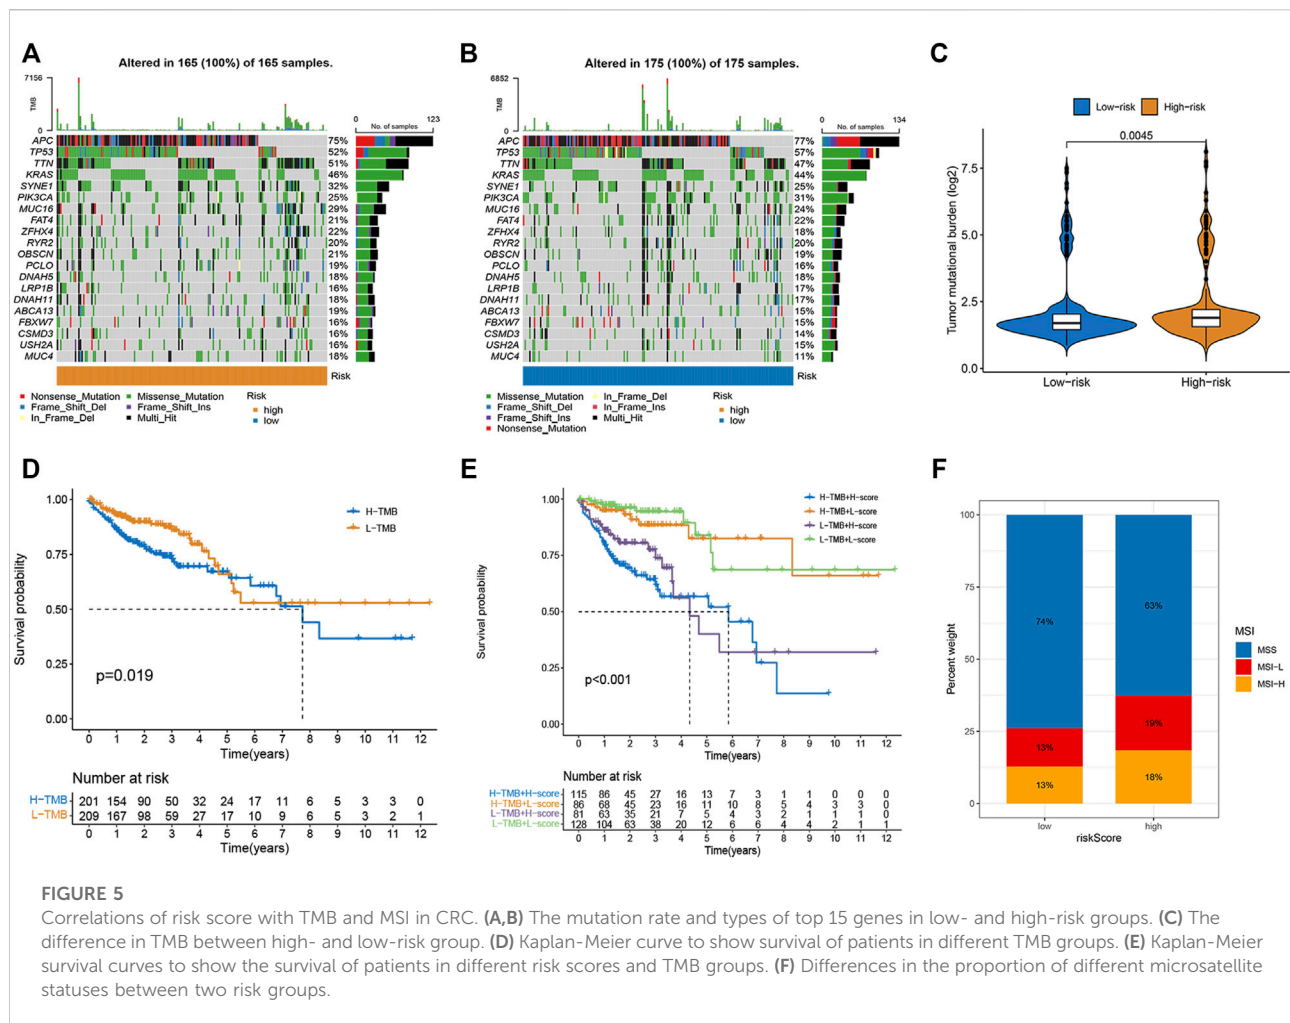 A
Altered in 165 (100%) of 165 samples.
7156
TMB
0
0 No. of samples 123
APC 75%
TP53 52%
TTN 51%
KRAS 46%
SYNE1 32%
PIK3CA 25%
MUC16 29%
FAT4 21%
ZFHX4 22%
RYR2 20%
OBSCN 21%
PCLO 19%
DNAH5 18%
LRP1B 16%
DNAH11 18%
ABCA13 19%
FBXW7 16%
CSMD3 16%
USH2A 16%
MUC4 18%
Risk
Nonsense_Mutation Missense_Mutation Risk
Frame_Shift_Del Frame_Shift_Ins high
In_Frame_Del Multi_Hit low
B
Altered in 175 (100%) of 175 samples.
6852
TMB
0
0 No. of samples 134
APC 77%
TP53 57%
TTN 47%
KRAS 44%
SYNE1 25%
PIK3CA 31%
MUC16 24%
FAT4 22%
ZFHX4 18%
RYR2 20%
OBSCN 19%
PCLO 16%
DNAH5 18%
LRP1B 17%
DNAH11 17%
ABCA13 15%
FBXW7 15%
CSMD3 14%
USH2A 15%
MUC4 11%
Risk
Missense_Mutation In_Frame_Del Risk
Frame_Shift_Del In_Frame_Ins high
Frame_Shift_Ins Multi_Hit low
Nonsense_Mutation
C
Low-risk High-risk
0.0045
Tumor mutational burden (log2)
7.5
5.0
2.5
0.0
Low-risk High-risk
D
H-TMB
L-TMB
Survival probability
1.00
0.75
0.50
0.25
0.00
p=0.019
0 1 2 3 4 5 6 7 8 9 10 11 12
Time(years)
Number at risk
H-TMB 201 154 90 50 32 24 17 11 6 5 3 3 0
L-TMB 209 167 98 59 27 17 10 9 6 5 3 2 1
0 1 2 3 4 5 6 7 8 9 10 11 12
Time(years)
E
H-TMB+H-score
H-TMB+L-score
L-TMB+H-score
L-TMB+L-score
Survival probability
1.00
0.75
0.50
0.25
0.00
p<0.001
0 1 2 3 4 5 6 7 8 9 10 11 12
Time(years)
Number at risk
H-TMB+H-score 115 86 45 27 16 13 7 3 1 1 0 0 0
H-TMB+L-score 86 68 45 23 16 11 10 8 5 4 3 3 0
L-TMB+H-score 81 63 35 21 7 5 4 3 2 1 1 1 0
L-TMB+L-score 128 104 63 38 20 12 6 6 4 4 2 1 1
0 1 2 3 4 5 6 7 8 9 10 11 12
Time(years)
F
Percent weight
100
75
50
25
0
74%
13%
13%
63%
19%
18%
low high
riskScore
MSI
MSS
MSI-L
MSI-H
FIGURE 5
Correlations of risk score with TMB and MSI in CRC. (A,B) The mutation rate and types of top 15 genes in low- and high-risk groups. (C) The
difference in TMB between high- and low-risk group. (D) Kaplan-Meier curve to show survival of patients in different TMB groups. (E) Kaplan-Meier
survival curves to show the survival of patients in different risk scores and TMB groups. (F) Differences in the proportion of different microsatellite
statuses between two risk groups.